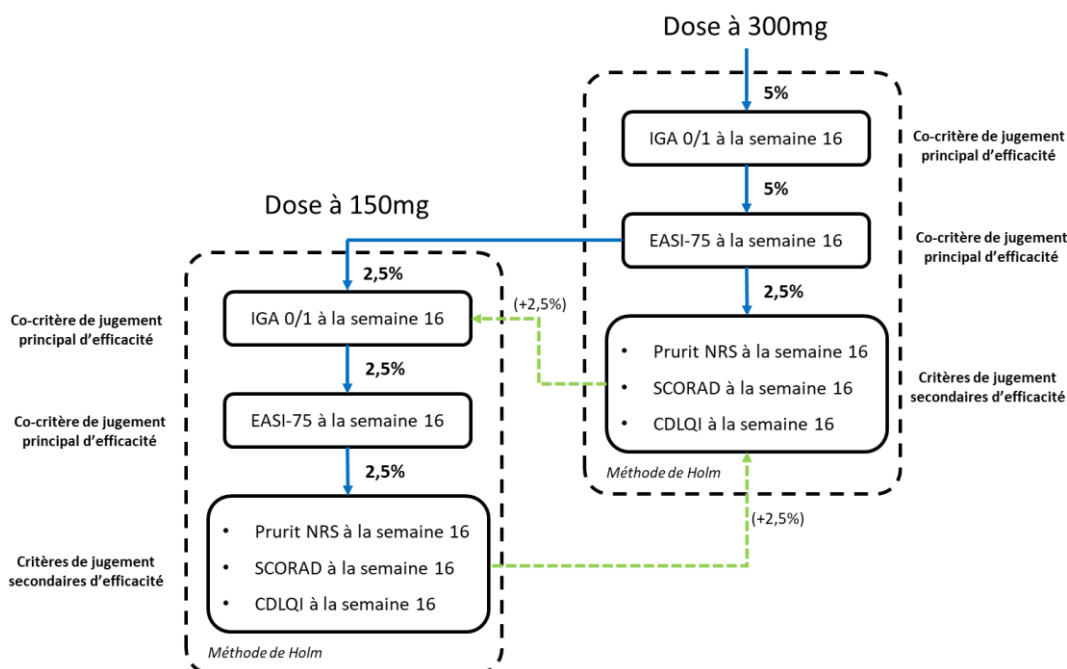 Dose à 300mg
5%
IGA 0/1 à la semaine 16
Co-critère de jugement
principal d’efficacité
5%
EASI-75 à la semaine 16
Co-critère de jugement
principal d’efficacité
2,5%
• Prurit NRS à la semaine 16
• SCORAD à la semaine 16
• CDLQI à la semaine 16
Critères de jugement
secondaires d’efficacité
Méthode de Holm
(+2,5%)
(+2,5%)
Dose à 150mg
2,5%
Co-critère de jugement
principal d’efficacité
IGA 0/1 à la semaine 16
2,5%
Co-critère de jugement
principal d’efficacité
EASI-75 à la semaine 16
2,5%
Critères de jugement
secondaires d’efficacité
• Prurit NRS à la semaine 16
• SCORAD à la semaine 16
• CDLQI à la semaine 16
Méthode de Holm